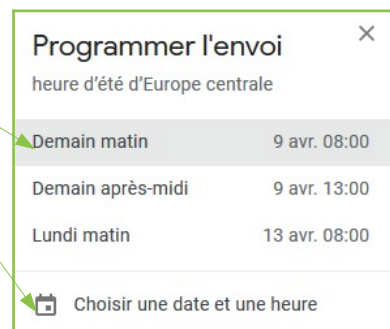 Programmer l'envoi
heure d'été d'Europe centrale
Demain matin 9 avr. 08:00
Demain après-midi 9 avr. 13:00
Lundi matin 13 avr. 08:00
Choisir une date et une heure